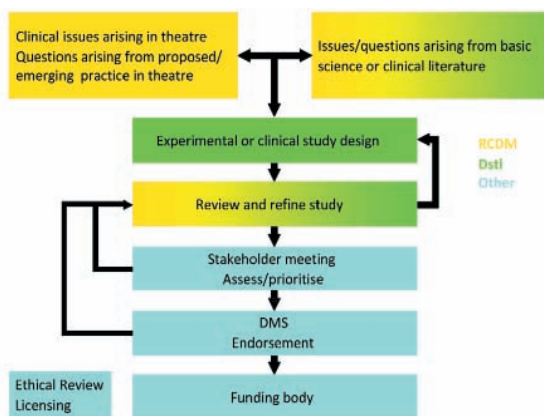 Clinical issues arising in theatre
Questions arising from proposed/
emerging practice in theatre
Issues/questions arising from basic
science or clinical literature
Experimental or clinical study design
RCDM
Dstl
Other
Review and refine study
Stakeholder meeting
Assess/prioritise
DMS
Endorsement
Ethical Review
Licensing
Funding body